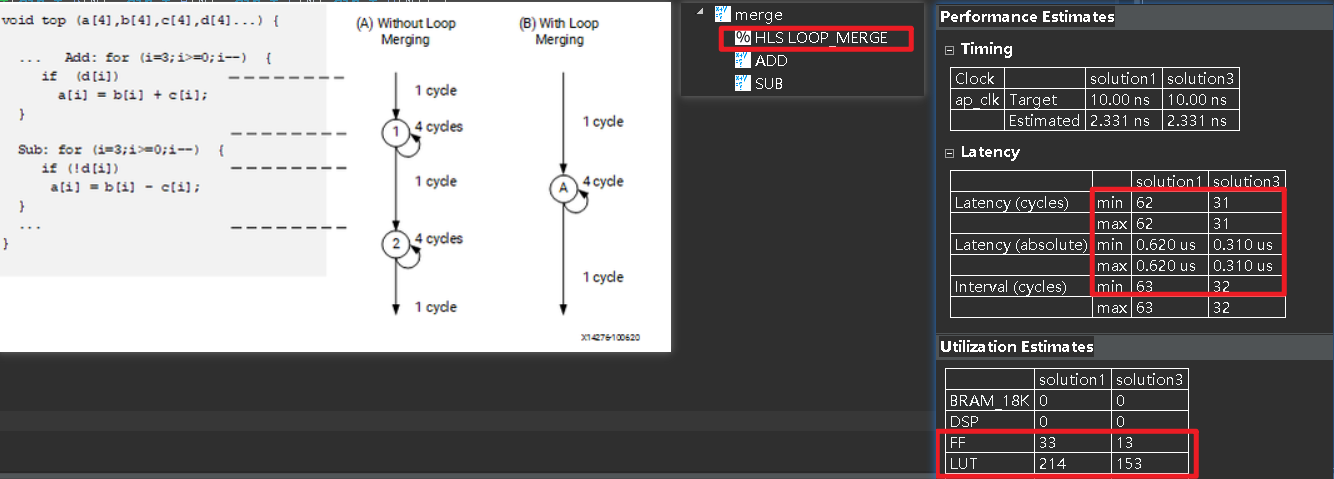 void top (a[4],b[4],c[4],d[4]...) {
... Add: for (i=3;i>=0;i--) {
if (d[i])
a[i] = b[i] + c[i];
}
Sub: for (i=3;i>=0;i--) {
if (!d[i])
a[i] = b[i] - c[i];
}
...
}
(A) Without Loop
Merging
1 cycle
1
4 cycles
1 cycle
2
4 cycles
1 cycle
(B) With Loop
Merging
1 cycle
A
4 cycle
1 cycle
X14276-100620
merge
% HLS LOOP_MERGE
ADD
SUB
Performance Estimates
Timing
Clock solution1 solution3
ap_clk Target 10.00 ns 10.00 ns
Estimated 2.331 ns 2.331 ns
Latency
solution1 solution3
Latency (cycles) min 62 31
max 62 31
Latency (absolute) min 0.620 us 0.310 us
max 0.620 us 0.310 us
Interval (cycles) min 63 32
max 63 32
Utilization Estimates
solution1 solution3
BRAM_18K 0 0
DSP 0 0
FF 33 13
LUT 214 153